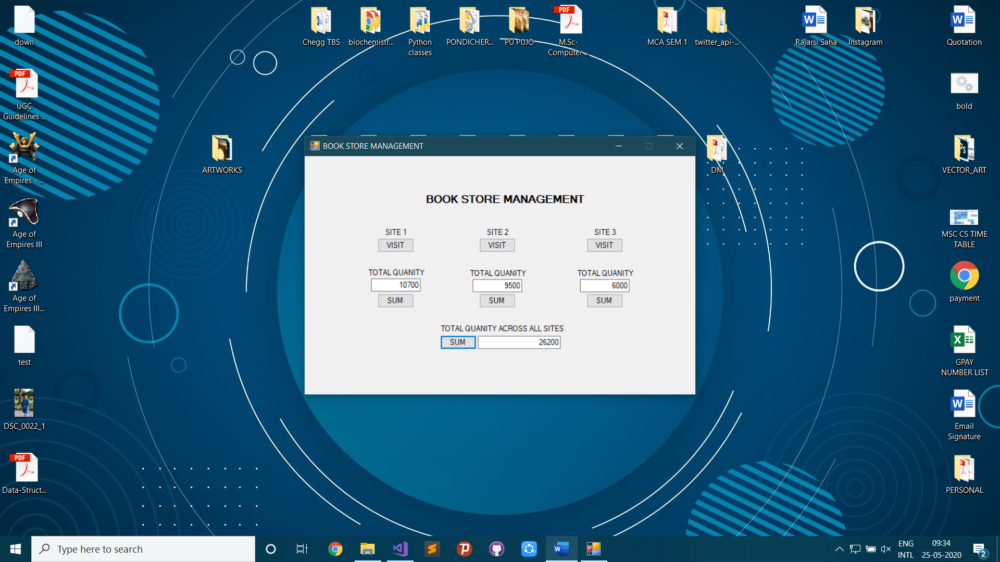 down
Chegg TBS
biochemistr...
Python
classes
PONDICHER...
PU PUJO
M.Sc-
Computer-...
MCA SEM 1
twitter_api-...
Rajarsi Saha
Instagram
Quotation
PDF
UGC
Guidelines ...
bold
Age of
Empires - ...
ARTWORKS
DM
VECTOR_ART
Age of
Empires III
MSC CS TIME
TABLE
Age of
Empires III...
payment
test
GPAY
NUMBER LIST
DSC_0022_1
Email
Signature
PDF
Data-Struct...
PERSONAL
BOOK STORE MANAGEMENT
BOOK STORE MANAGEMENT
SITE 1
SITE 2
SITE 3
VISIT
VISIT
VISIT
TOTAL QUANITY
TOTAL QUANITY
TOTAL QUANITY
10700
9500
6000
SUM
SUM
SUM
TOTAL QUANITY ACROSS ALL SITES
SUM
26200
Type here to search
ENG
INTL
09:34
25-05-2020
2